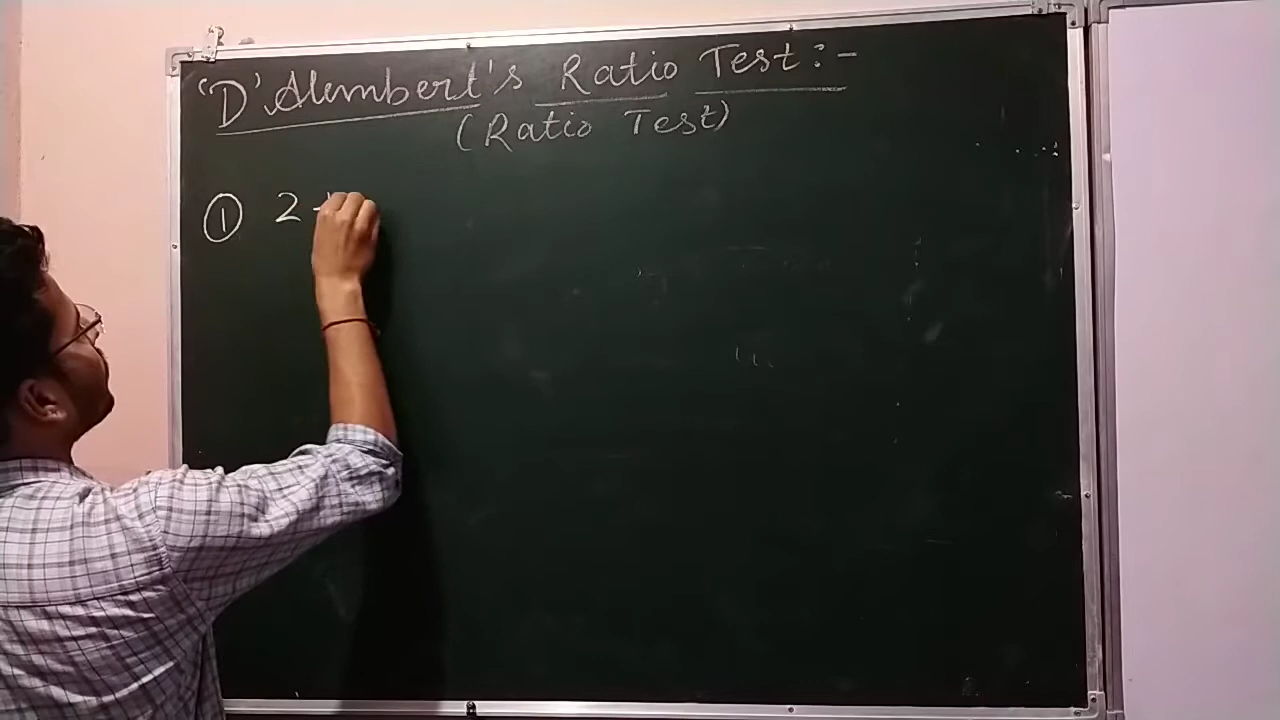 'D'Alembert's Ratio Test :-
(Ratio Test)
① 2 +